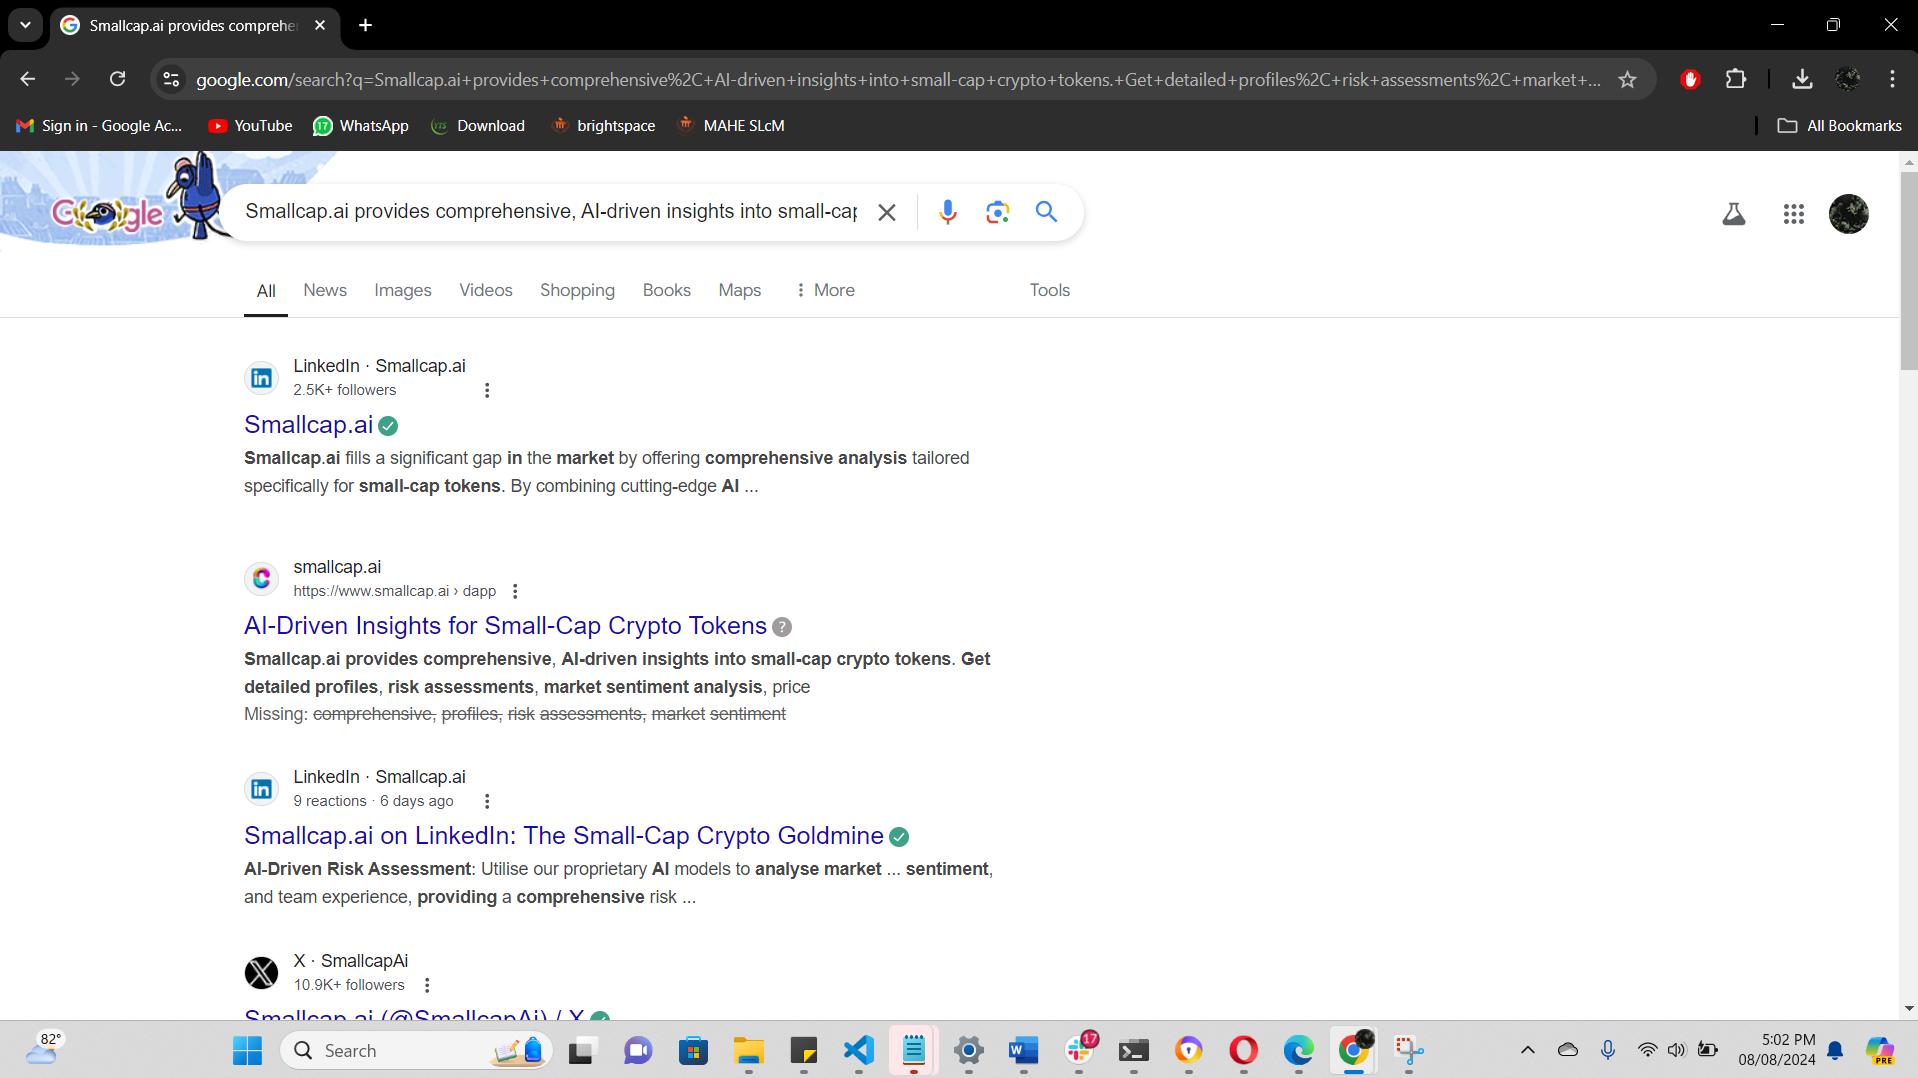 Smallcap.ai provides comprehe
google.com/search?q=Smallcap.ai+provides+comprehensive%2C+AI-driven+insights+into+small-cap+crypto+tokens.+Get+detailed+profiles%2C+risk+assessments%2C+market+...
Sign in - Google Ac... YouTube WhatsApp Download brightspace MAHE SLcM All Bookmarks
Google
Smallcap.ai provides comprehensive, AI-driven insights into small-cap
All News Images Videos Shopping Books Maps More Tools
LinkedIn · Smallcap.ai
2.5K+ followers
Smallcap.ai
Smallcap.ai fills a significant gap in the market by offering comprehensive analysis tailored
specifically for small-cap tokens. By combining cutting-edge AI ...
smallcap.ai
https://www.smallcap.ai › dapp
AI-Driven Insights for Small-Cap Crypto Tokens
Smallcap.ai provides comprehensive, AI-driven insights into small-cap crypto tokens. Get
detailed profiles, risk assessments, market sentiment analysis, price
Missing: comprehensive, profiles, risk assessments, market sentiment
LinkedIn · Smallcap.ai
9 reactions · 6 days ago
Smallcap.ai on LinkedIn: The Small-Cap Crypto Goldmine
AI-Driven Risk Assessment: Utilise our proprietary AI models to analyse market ... sentiment,
and team experience, providing a comprehensive risk ...
X · SmallcapAi
10.9K+ followers
Smallcap.ai (@SmallcapAi) / X
82°
Search
17
5:02 PM
08/08/2024
PRE